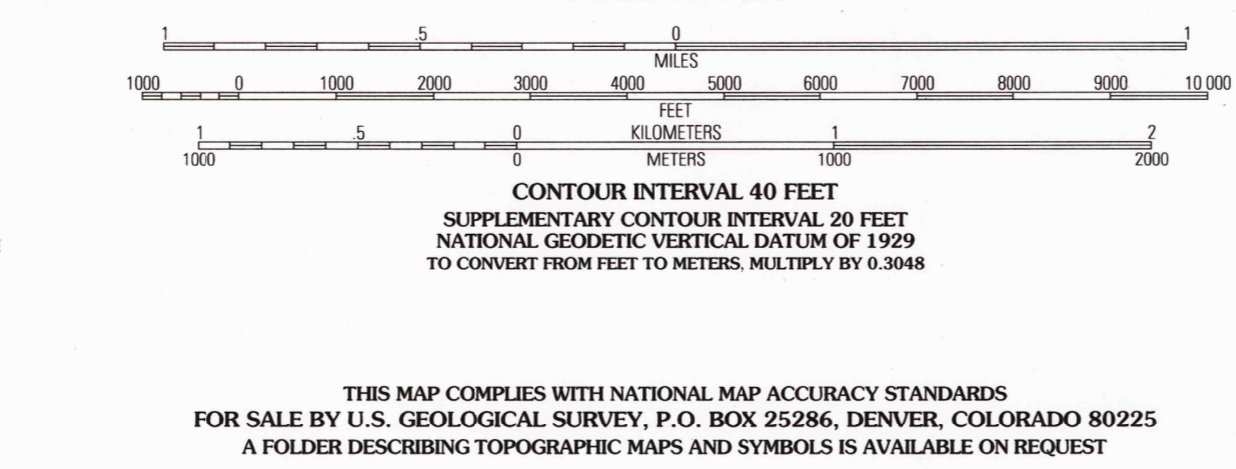 1 .5 0 1
MILES
1000 0 1000 2000 3000 4000 5000 6000 7000 8000 9000 10 000
FEET
1 .5 0 KILOMETERS 1 2
1000 0 METERS 1000 2000
CONTOUR INTERVAL 40 FEET
SUPPLEMENTARY CONTOUR INTERVAL 20 FEET
NATIONAL GEODETIC VERTICAL DATUM OF 1929
TO CONVERT FROM FEET TO METERS, MULTIPLY BY 0.3048
THIS MAP COMPLIES WITH NATIONAL MAP ACCURACY STANDARDS
FOR SALE BY U.S. GEOLOGICAL SURVEY, P.O. BOX 25286, DENVER, COLORADO 80225
A FOLDER DESCRIBING TOPOGRAPHIC MAPS AND SYMBOLS IS AVAILABLE ON REQUEST